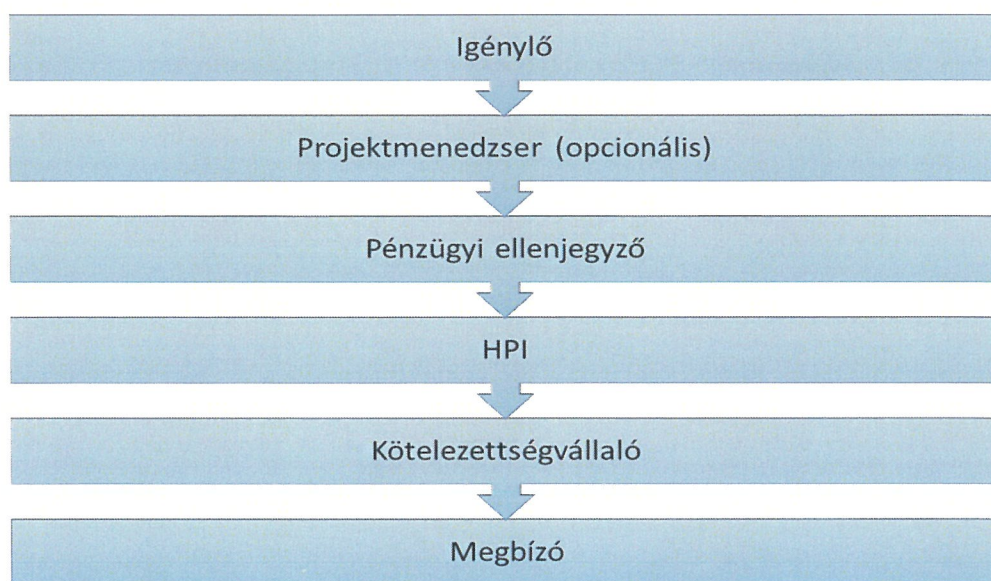 Igénylő
Projektmenedzser (opcionális)
Pénzügyi ellenjegyző
HPI
Kötelezettségvállaló
Megbízó